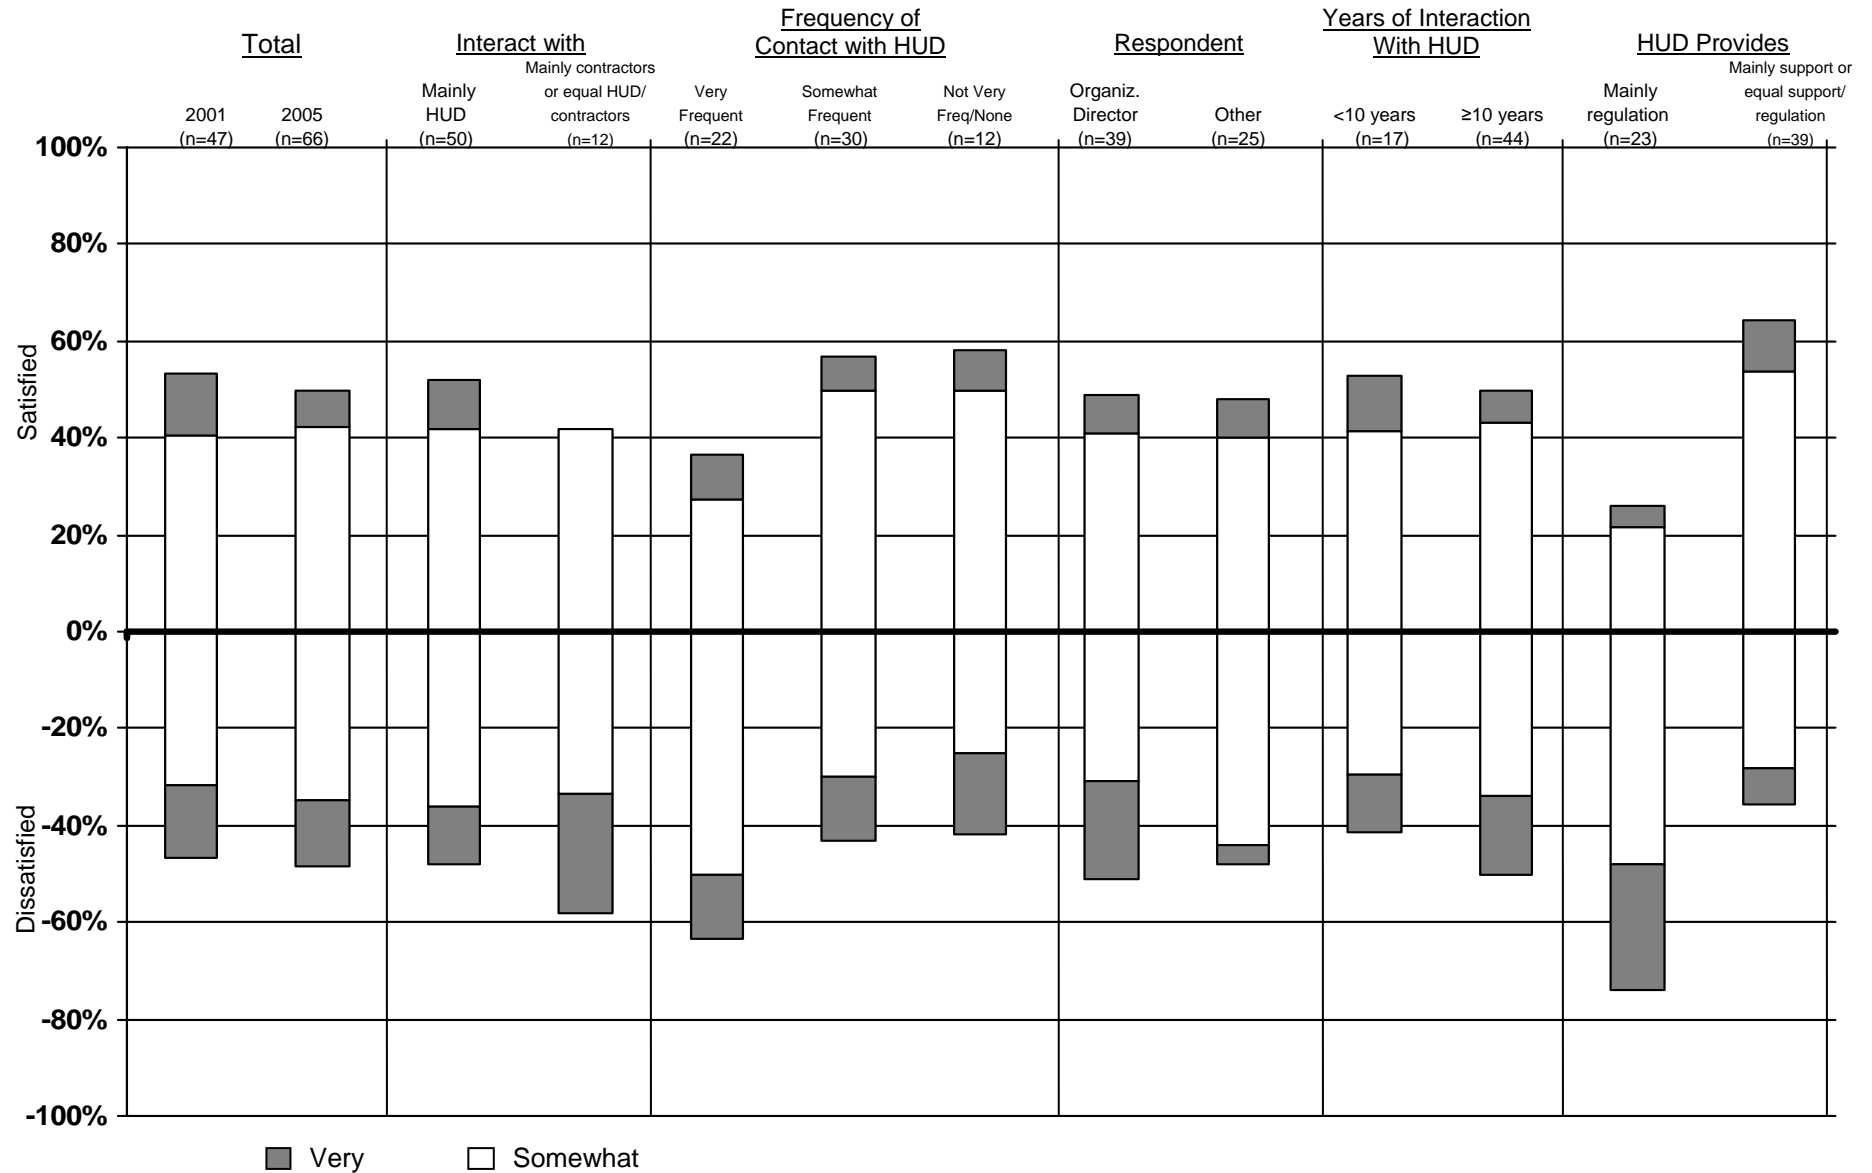 Total
Interact with
Frequency of
Contact with HUD
Respondent
Years of Interaction
With HUD
HUD Provides
2001
(n=47)
2005
(n=66)
Mainly
HUD
(n=50)
Mainly contractors
or equal HUD/
contractors
(n=12)
Very
Frequent
(n=22)
Somewhat
Frequent
(n=30)
Not Very
Freq/None
(n=12)
Organiz.
Director
(n=39)
Other
(n=25)
<10 years
(n=17)
≥10 years
(n=44)
Mainly
regulation
(n=23)
Mainly support or
equal support/
regulation
(n=39)
100%
80%
60%
40%
20%
0%
-20%
-40%
-60%
-80%
-100%
Satisfied
Dissatisfied
Very
Somewhat